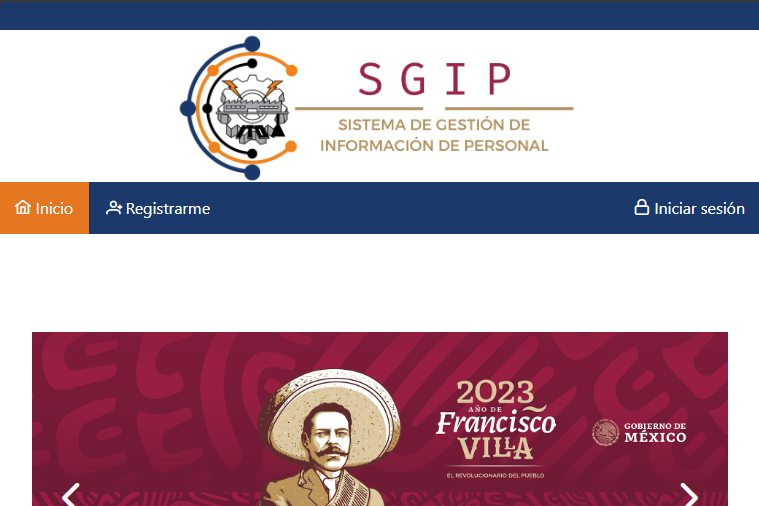 SGIP
SISTEMA DE GESTIÓN DE
INFORMACIÓN DE PERSONAL
Inicio
Registrarme
Iniciar sesión
2023
AÑO DE
Francisco
VILLA
EL REVOLUCIONARIO DEL PUEBLO
GOBIERNO DE
MÉXICO